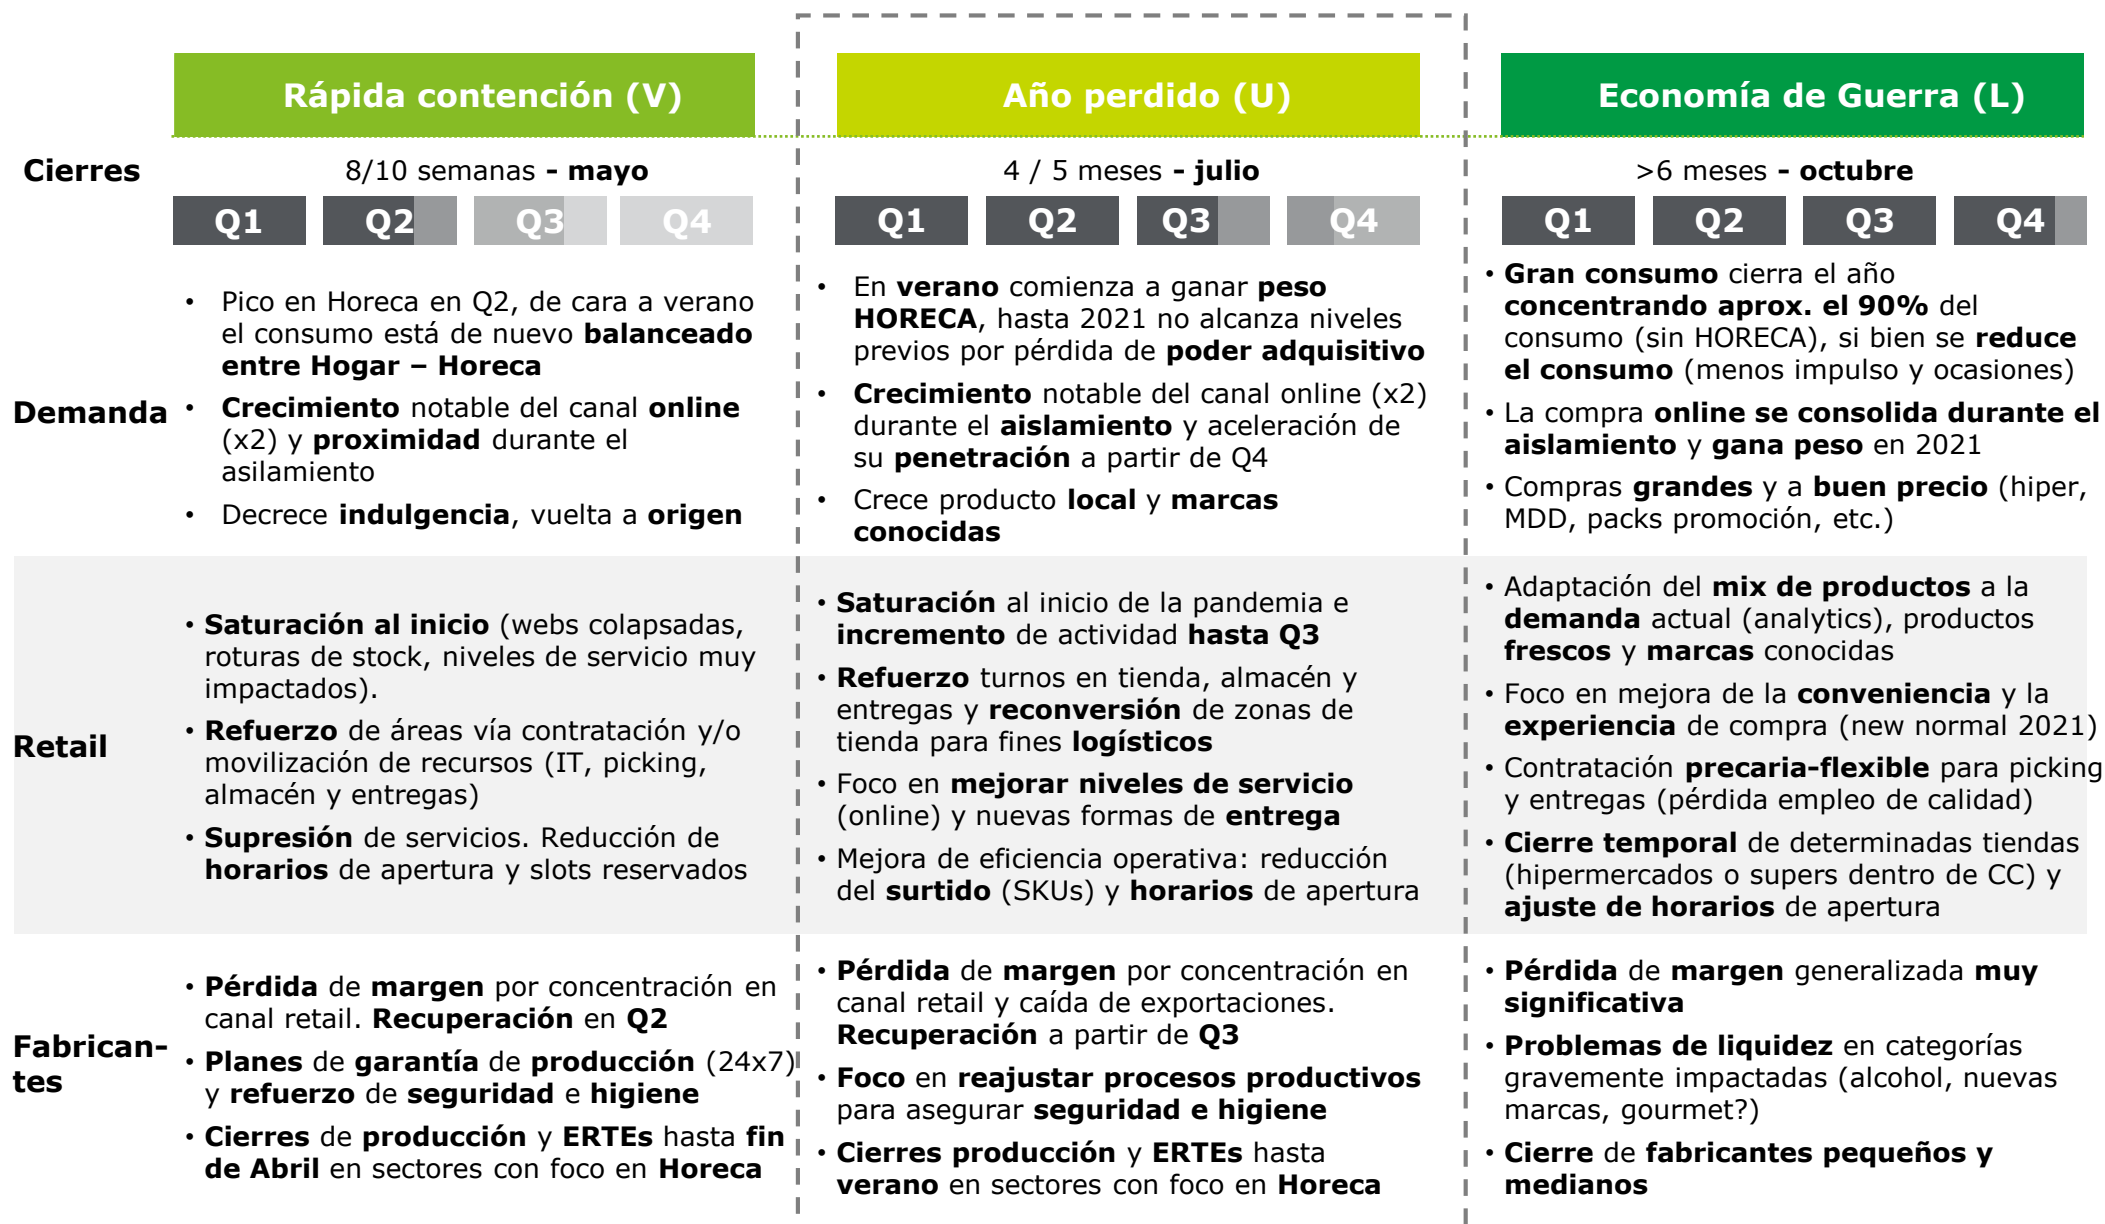 Rápida contención (V)
Año perdido (U)
Economía de Guerra (L)
Cierres
8/10 semanas - mayo
4 / 5 meses - julio
>6 meses - octubre
Q1 Q2 Q3 Q4
Q1 Q2 Q3 Q4
Q1 Q2 Q3 Q4
Demanda
• Pico en Horeca en Q2, de cara a verano
el consumo está de nuevo balanceado
entre Hogar – Horeca
• Crecimiento notable del canal online
(x2) y proximidad durante el
asilamiento
• Decrece indulgencia, vuelta a origen
• En verano comienza a ganar peso
HORECA, hasta 2021 no alcanza niveles
previos por pérdida de poder adquisitivo
• Crecimiento notable del canal online (x2)
durante el aislamiento y aceleración de
su penetración a partir de Q4
• Crece producto local y marcas
conocidas
• Gran consumo cierra el año
concentrando aprox. el 90% del
consumo (sin HORECA), si bien se reduce
el consumo (menos impulso y ocasiones)
• La compra online se consolida durante el
aislamiento y gana peso en 2021
• Compras grandes y a buen precio (hiper,
MDD, packs promoción, etc.)
Retail
• Saturación al inicio (webs colapsadas,
roturas de stock, niveles de servicio muy
impactados).
• Refuerzo de áreas vía contratación y/o
movilización de recursos (IT, picking,
almacén y entregas)
• Supresión de servicios. Reducción de
horarios de apertura y slots reservados
• Saturación al inicio de la pandemia e
incremento de actividad hasta Q3
• Refuerzo turnos en tienda, almacén y
entregas y reconversión de zonas de
tienda para fines logísticos
• Foco en mejorar niveles de servicio
(online) y nuevas formas de entrega
• Mejora de eficiencia operativa: reducción
del surtido (SKUs) y horarios de apertura
• Adaptación del mix de productos a la
demanda actual (analytics), productos
frescos y marcas conocidas
• Foco en mejora de la conveniencia y la
experiencia de compra (new normal 2021)
• Contratación precaria-flexible para picking
y entregas (pérdida empleo de calidad)
• Cierre temporal de determinadas tiendas
(hipermercados o supers dentro de CC) y
ajuste de horarios de apertura
Fabrican-
tes
• Pérdida de margen por concentración en
canal retail. Recuperación en Q2
• Planes de garantía de producción (24x7)
y refuerzo de seguridad e higiene
• Cierres de producción y ERTEs hasta fin
de Abril en sectores con foco en Horeca
• Pérdida de margen por concentración en
canal retail y caída de exportaciones.
Recuperación a partir de Q3
• Foco en reajustar procesos productivos
para asegurar seguridad e higiene
• Cierres producción y ERTEs hasta
verano en sectores con foco en Horeca
• Pérdida de margen generalizada muy
significativa
• Problemas de liquidez en categorías
gravemente impactadas (alcohol, nuevas
marcas, gourmet?)
• Cierre de fabricantes pequeños y
medianos